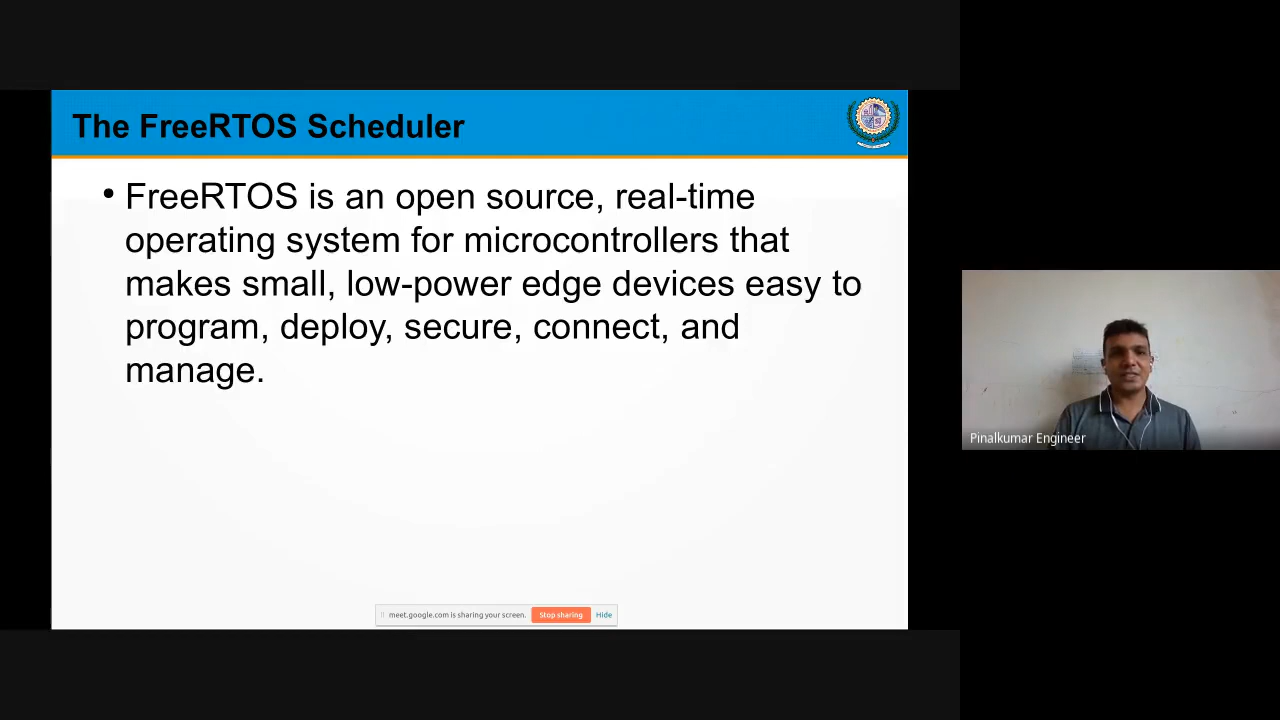 The FreeRTOS Scheduler
• FreeRTOS is an open source, real-time
operating system for microcontrollers that
makes small, low-power edge devices easy to
program, deploy, secure, connect, and
manage.
Pinalkumar Engineer
meet.google.com is sharing your screen. Stop sharing Hide